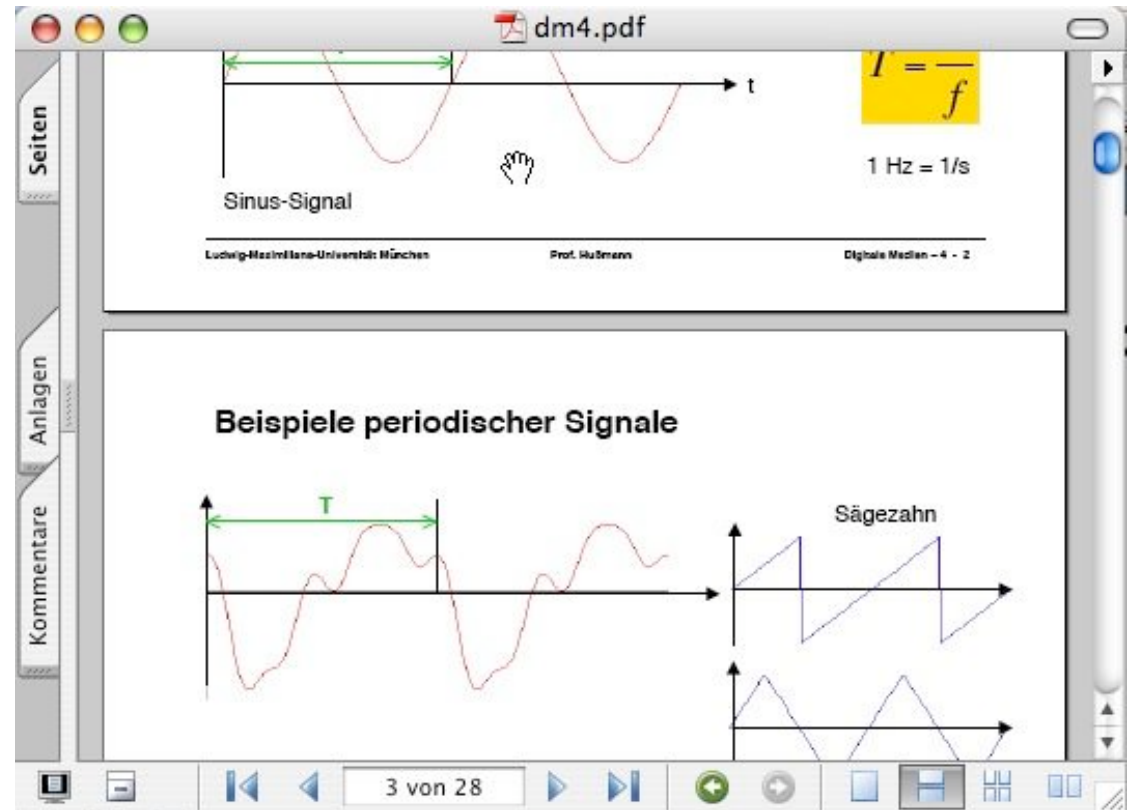 dm4.pdf
Seiten
Anlagen
Kommentare
t
T = — f
1 Hz = 1/s
Sinus-Signal
Ludwig-Maximilians-Universität München Prof. Hußmann Digitale Medien – 4 - 2
Beispiele periodischer Signale
T
Sägezahn
3 von 28